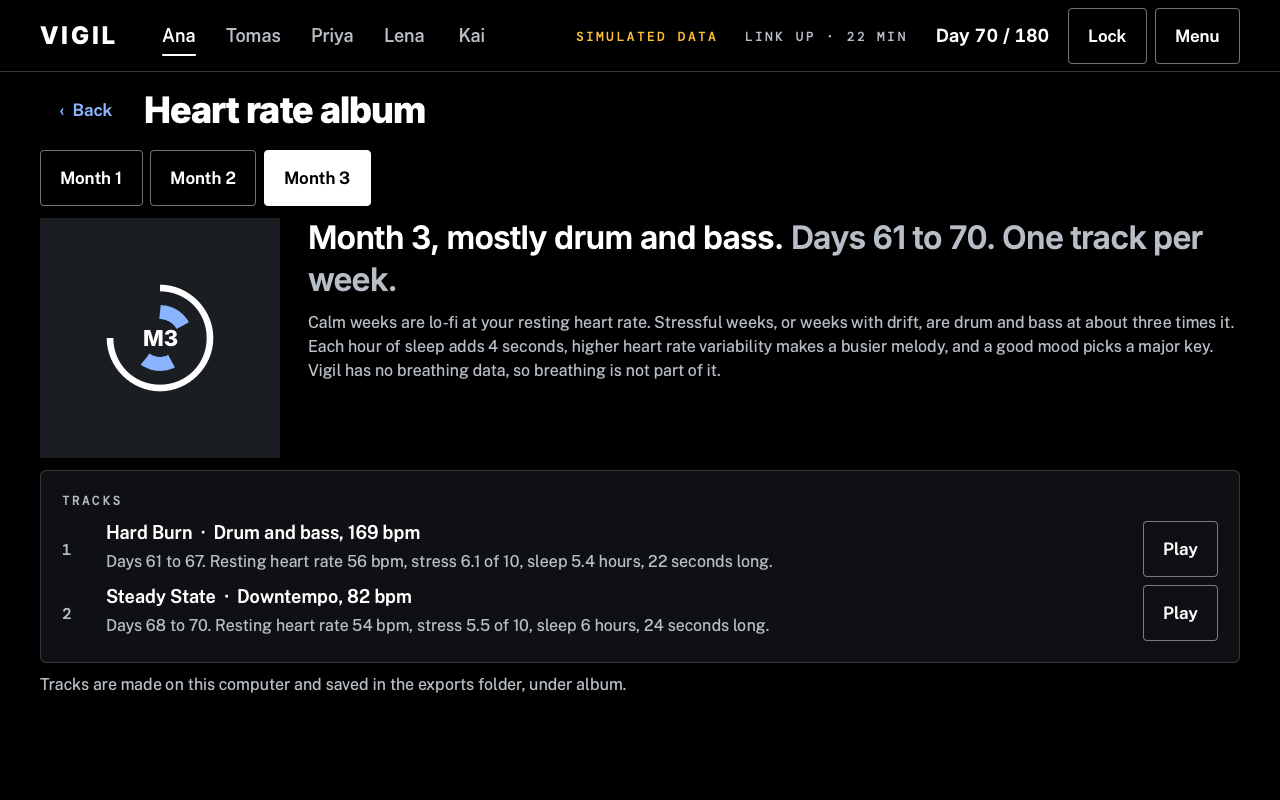 VIGIL Ana Tomas Priya Lena Kai SIMULATED DATA LINK UP · 22 MIN Day 70 / 180 Lock Menu
‹ Back Heart rate album
Month 1 Month 2 Month 3
M3
Month 3, mostly drum and bass. Days 61 to 70. One track per
week.
Calm weeks are lo-fi at your resting heart rate. Stressful weeks, or weeks with drift, are drum and bass at about three times it.
Each hour of sleep adds 4 seconds, higher heart rate variability makes a busier melody, and a good mood picks a major key.
Vigil has no breathing data, so breathing is not part of it.
TRACKS
1 Hard Burn · Drum and bass, 169 bpm
Days 61 to 67. Resting heart rate 56 bpm, stress 6.1 of 10, sleep 5.4 hours, 22 seconds long.
Play
2 Steady State · Downtempo, 82 bpm
Days 68 to 70. Resting heart rate 54 bpm, stress 5.5 of 10, sleep 6 hours, 24 seconds long.
Play
Tracks are made on this computer and saved in the exports folder, under album.